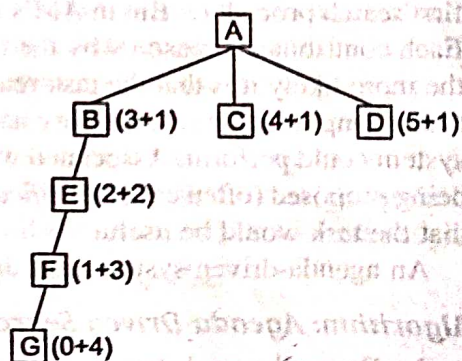 A
B (3+1) C (4+1) D (5+1)
E (2+2)
F (1+3)
G (0+4)